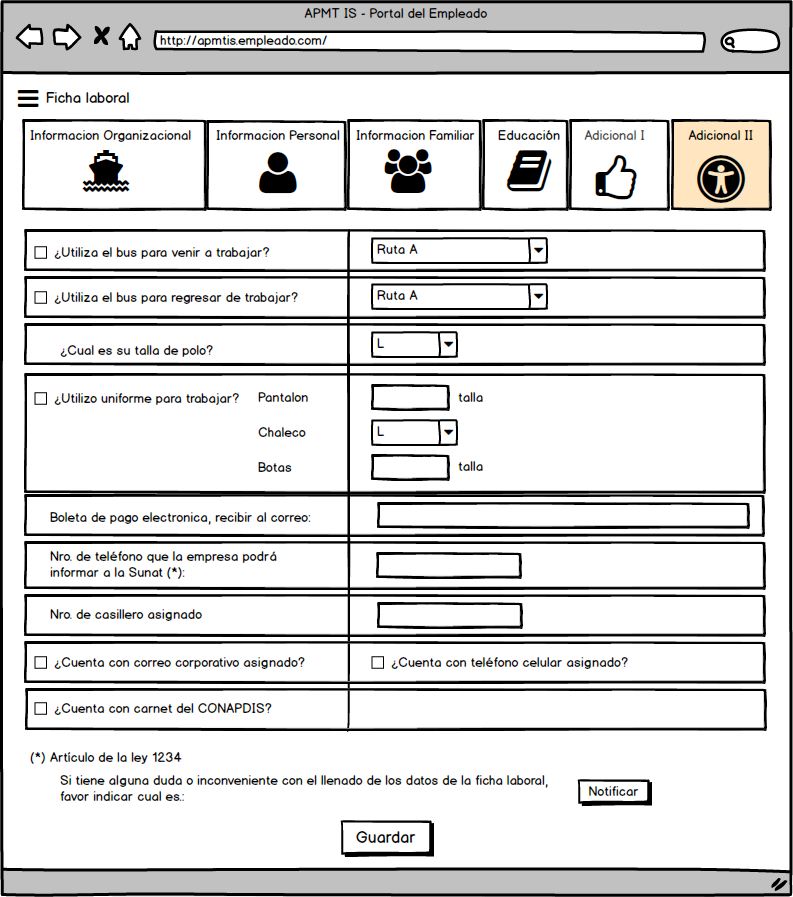 APMT IS - Portal del Empleado
http://apmtis.empleado.com/
Ficha laboral
Informacion Organizacional
Informacion Personal
Informacion Familiar
Educación
Adicional I
Adicional II
¿Utiliza el bus para venir a trabajar?
Ruta A
¿Utiliza el bus para regresar de trabajar?
Ruta A
¿Cual es su talla de polo?
L
¿Utilizo uniforme para trabajar?
Pantalon
talla
Chaleco
L
Botas
talla
Boleta de pago electronica, recibir al correo:
Nro. de teléfono que la empresa podrá
informar a la Sunat (*):
Nro. de casillero asignado
¿Cuenta con correo corporativo asignado?
¿Cuenta con teléfono celular asignado?
¿Cuenta con carnet del CONAPDIS?
(*) Artículo de la ley 1234
Si tiene alguna duda o inconveniente con el llenado de los datos de la ficha laboral,
favor indicar cual es.:
Notificar
Guardar